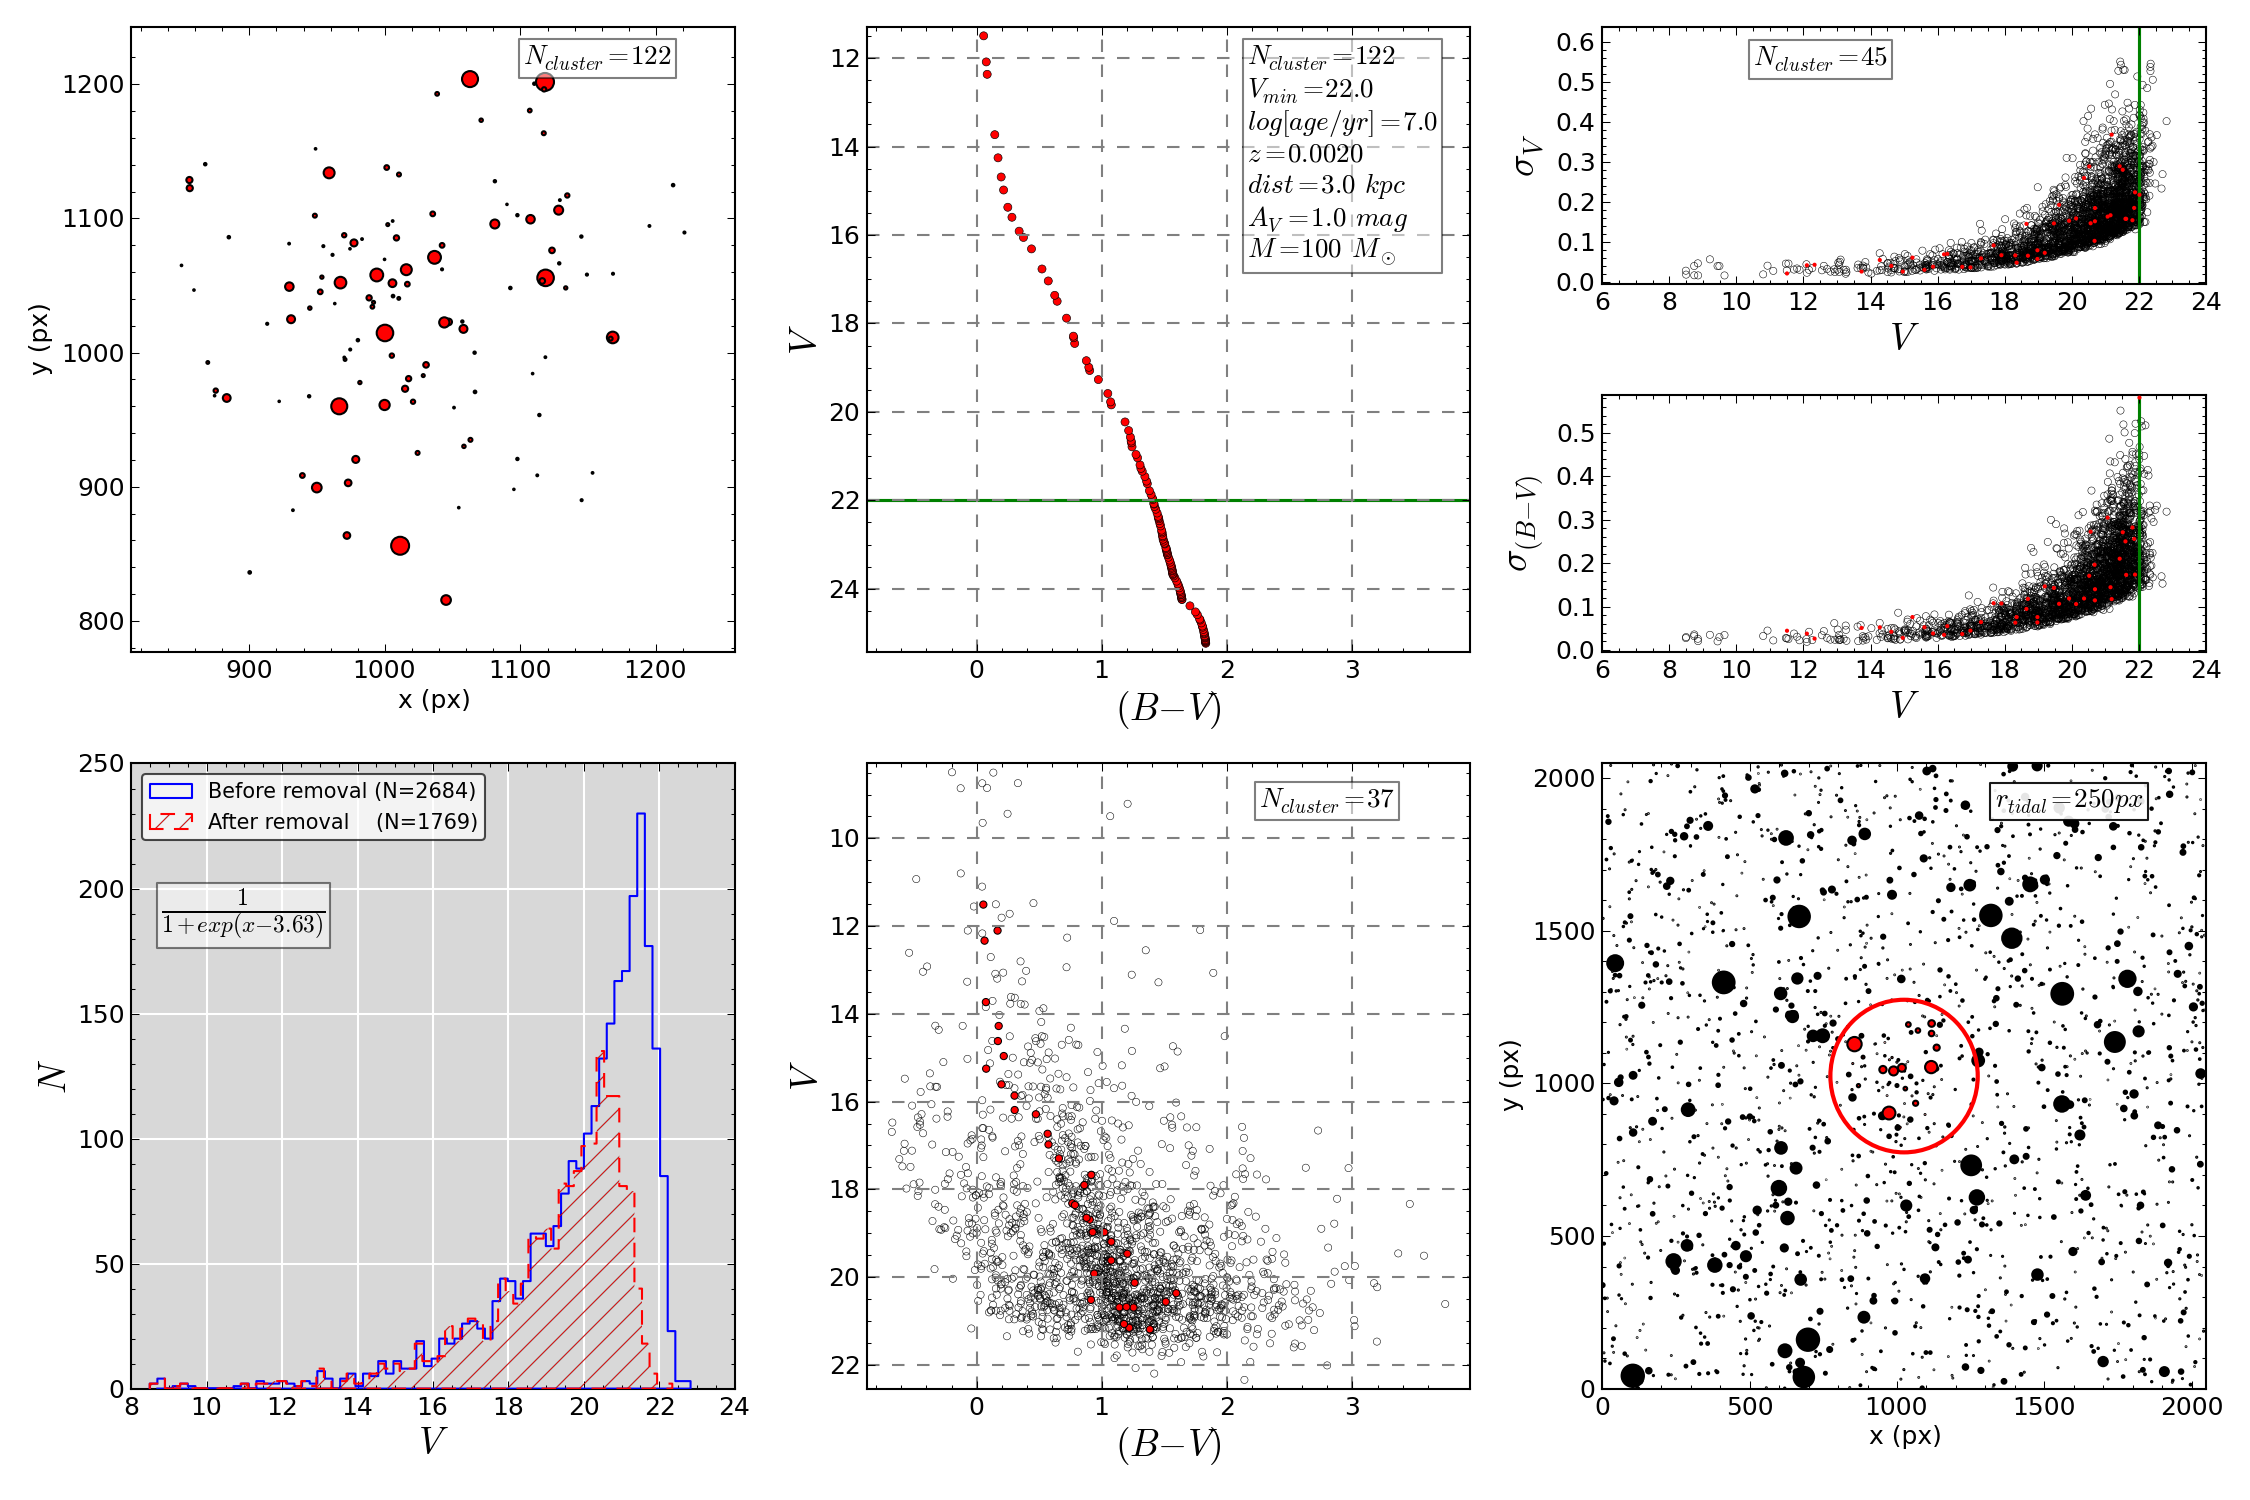 N_cluster=122
1200
1100
1000
900
800
y (px)
900 1000 1100 1200
x (px)
N_cluster=122
V_min=22.0
log[age/yr]=7.0
z=0.0020
dist=3.0 kpc
A_V=1.0 mag
M=100 M_⊙
12
14
16
18
20
22
24
V
0 1 2 3
(B−V)
N_cluster=45
0.6
0.5
0.4
0.3
0.2
0.1
0.0
σ_V
6 8 10 12 14 16 18 20 22 24
V
0.5
0.4
0.3
0.2
0.1
0.0
σ_(B−V)
6 8 10 12 14 16 18 20 22 24
V
250
200
150
100
50
0
N
Before removal (N=2684)
After removal (N=1769)
1
1+exp(x−3.63)
8 10 12 14 16 18 20 22 24
V
N_cluster=37
10
12
14
16
18
20
22
V
0 1 2 3
(B−V)
r_tidal=250px
2000
1500
1000
500
0
y (px)
0 500 1000 1500 2000
x (px)